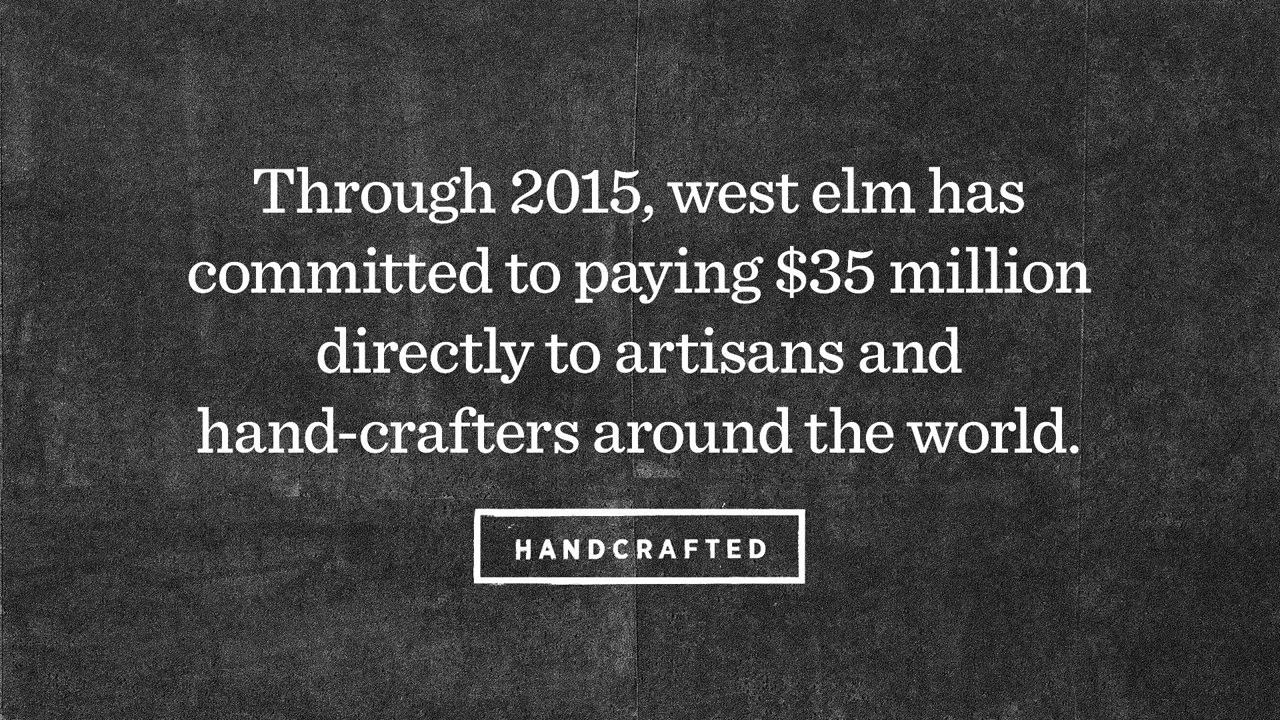 Through 2015, west elm has
committed to paying $35 million
directly to artisans and
hand-crafters around the world.
HANDCRAFTED